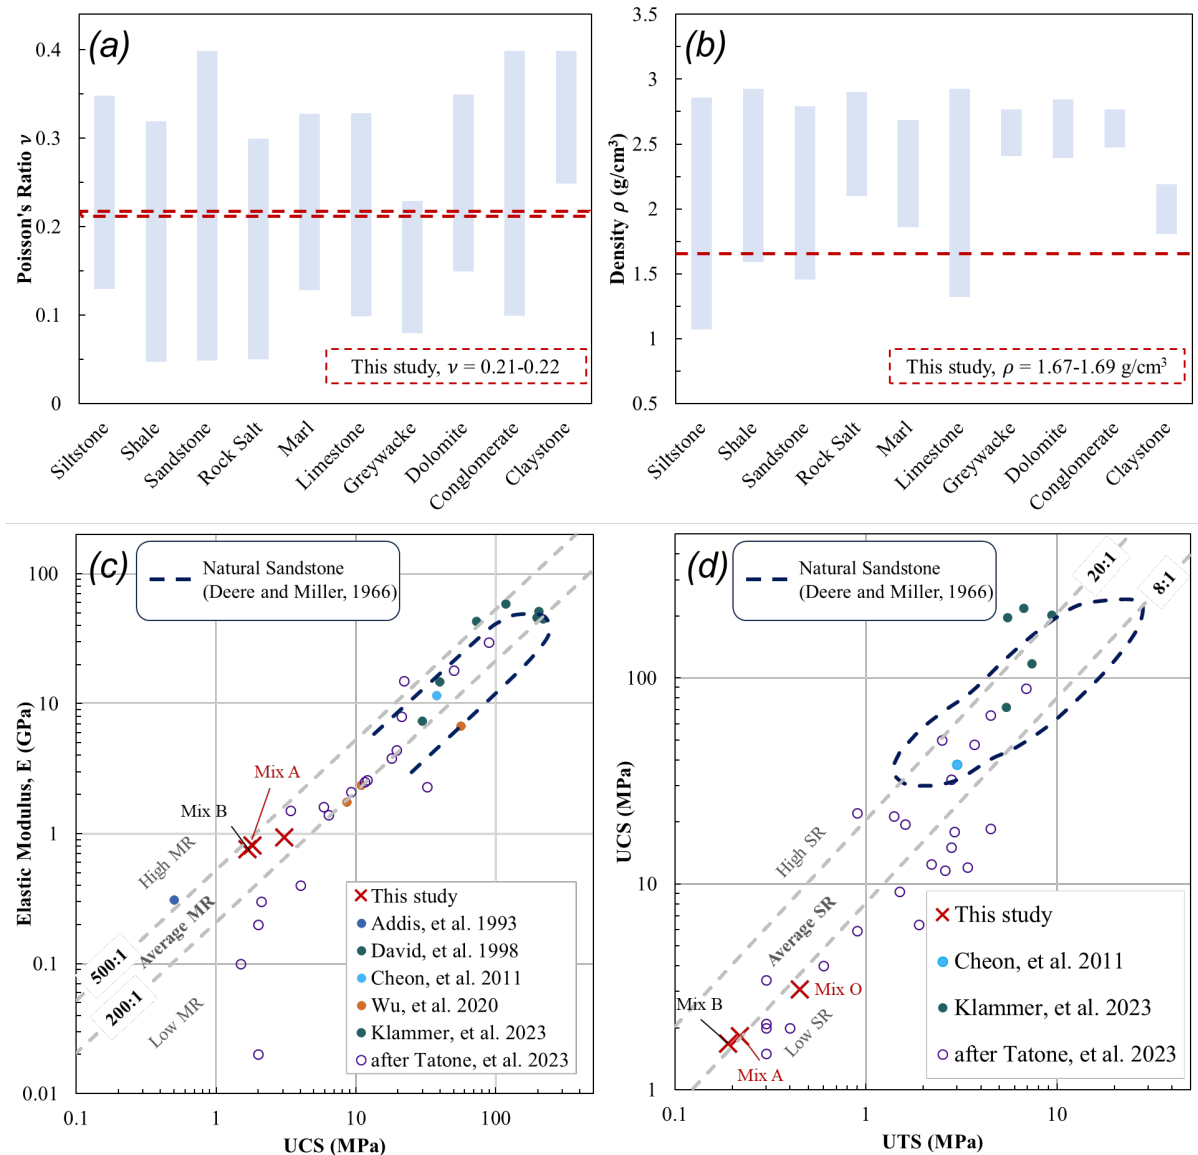 (a)
0.4
0.3
0.2
0.1
0
Poisson's Ratio ν
This study, ν = 0.21-0.22
Siltstone
Shale
Sandstone
Rock Salt
Marl
Limestone
Greywacke
Dolomite
Conglomerate
Claystone
(b)
3.5
3
2.5
2
1.5
1
0.5
Density ρ (g/cm³)
This study, ρ = 1.67-1.69 g/cm³
Siltstone
Shale
Sandstone
Rock Salt
Marl
Limestone
Greywacke
Dolomite
Conglomerate
Claystone
(c)
Natural Sandstone
(Deere and Miller, 1966)
100
10
1
0.1
0.01
Elastic Modulus, E (GPa)
Mix A
Mix B
High MR
Average MR
Low MR
500:1
200:1
This study
Addis, et al. 1993
David, et al. 1998
Cheon, et al. 2011
Wu, et al. 2020
Klammer, et al. 2023
after Tatone, et al. 2023
0.1
1
10
100
UCS (MPa)
(d)
Natural Sandstone
(Deere and Miller, 1966)
20:1
8:1
100
10
1
UCS (MPa)
High SR
Average SR
Low SR
Mix B
Mix O
Mix A
This study
Cheon, et al. 2011
Klammer, et al. 2023
after Tatone, et al. 2023
0.1
1
10
UTS (MPa)